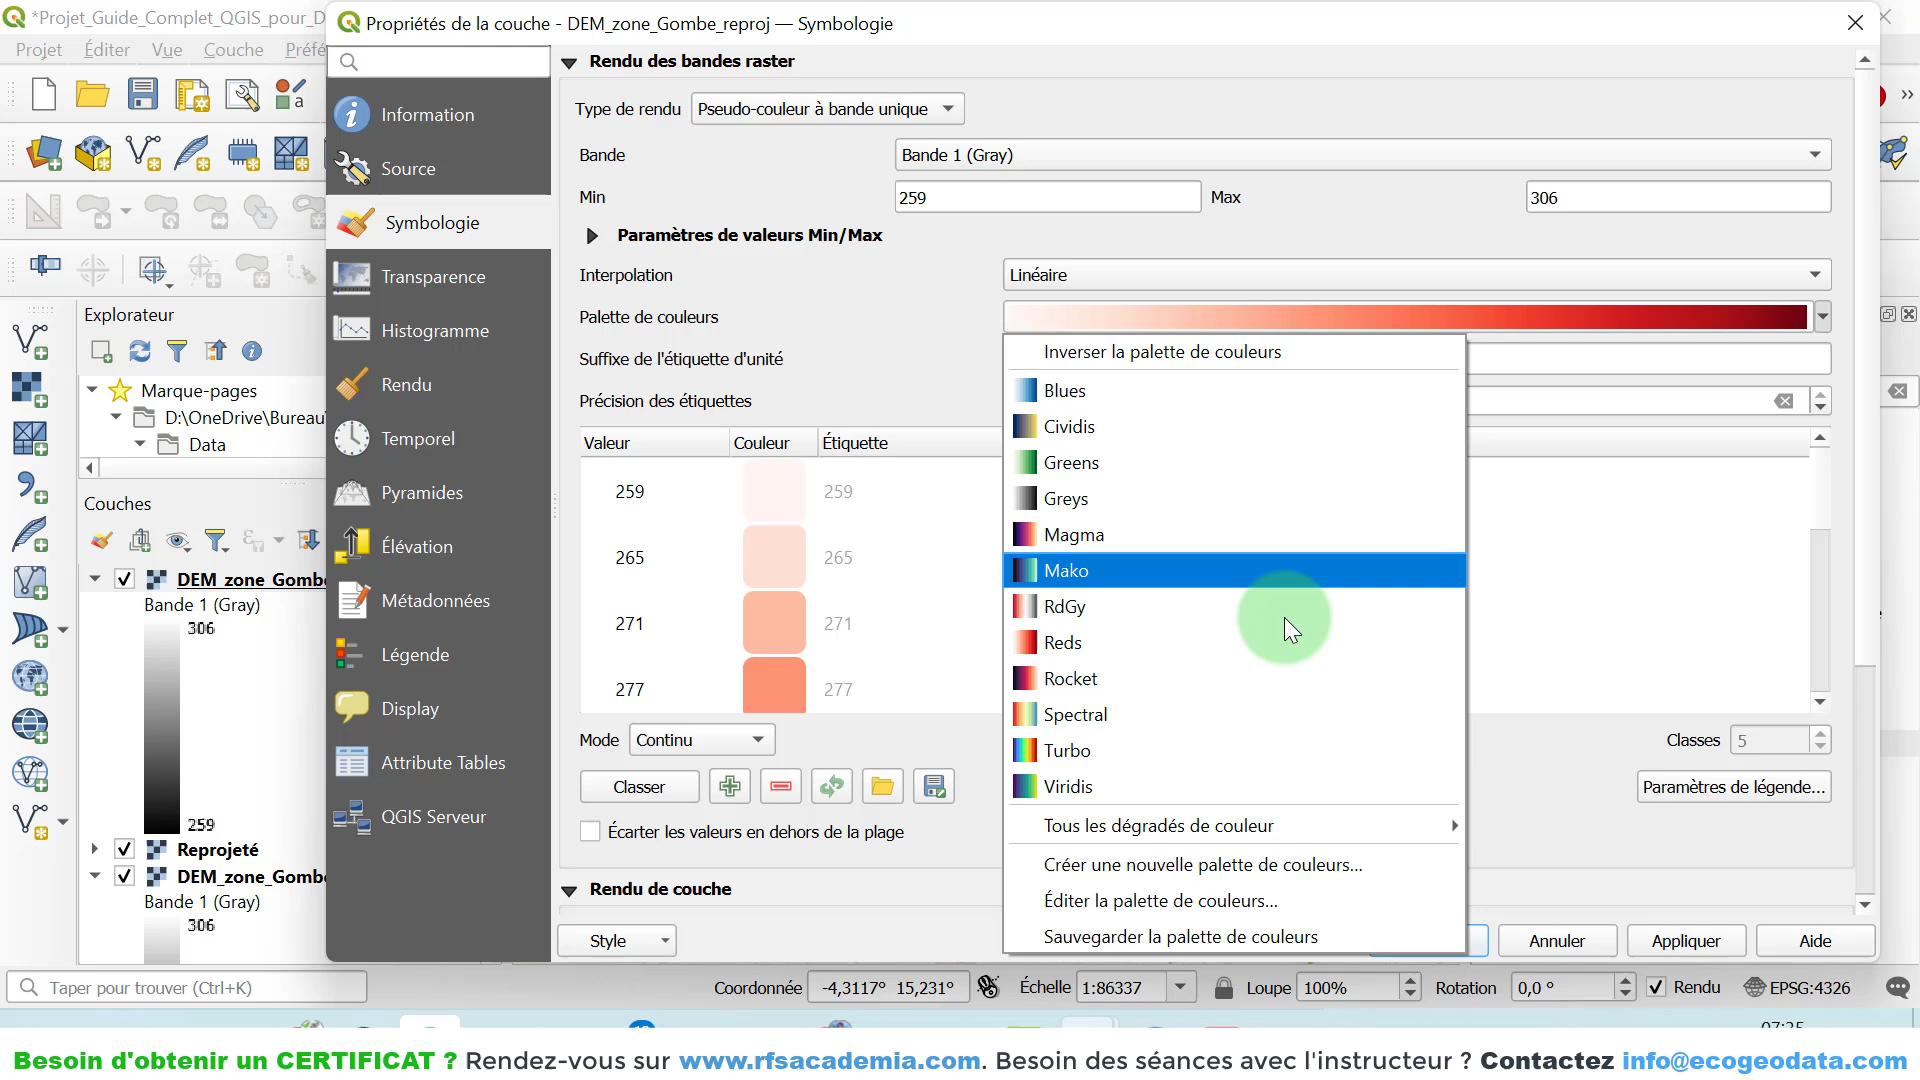 *Projet_Guide_Complet_QGIS_pour_D
Propriétés de la couche - DEM_zone_Gombe_reproj — Symbologie
Projet Éditer Vue Couche Préfé
Information
Source
Symbologie
Transparence
Histogramme
Rendu
Temporel
Pyramides
Élévation
Métadonnées
Légende
Display
Attribute Tables
QGIS Serveur
Rendu des bandes raster
Type de rendu Pseudo-couleur à bande unique
Bande Bande 1 (Gray)
Min 259 Max 306
Paramètres de valeurs Min/Max
Interpolation Linéaire
Palette de couleurs
Suffixe de l'étiquette d'unité
Précision des étiquettes
Valeur Couleur Étiquette
259 259
265 265
271 271
277 277
Mode Continu
Classes 5
Classer
Paramètres de légende...
Écarter les valeurs en dehors de la plage
Rendu de couche
Style
Annuler Appliquer Aide
Inverser la palette de couleurs
Blues
Cividis
Greens
Greys
Magma
Mako
RdGy
Reds
Rocket
Spectral
Turbo
Viridis
Tous les dégradés de couleur
Créer une nouvelle palette de couleurs...
Éditer la palette de couleurs...
Sauvegarder la palette de couleurs
Explorateur
Marque-pages
D:\OneDrive\Bureau
Data
Couches
DEM_zone_Gombe
Bande 1 (Gray)
306
259
Reprojeté
DEM_zone_Gombe
Bande 1 (Gray)
306
Taper pour trouver (Ctrl+K)
Coordonnée -4,3117° 15,231° Échelle 1:86337 Loupe 100% Rotation 0,0 ° Rendu EPSG:4326
Besoin d'obtenir un CERTIFICAT ? Rendez-vous sur www.rfsacademia.com. Besoin des séances avec l'instructeur ? Contactez info@ecogeodata.com